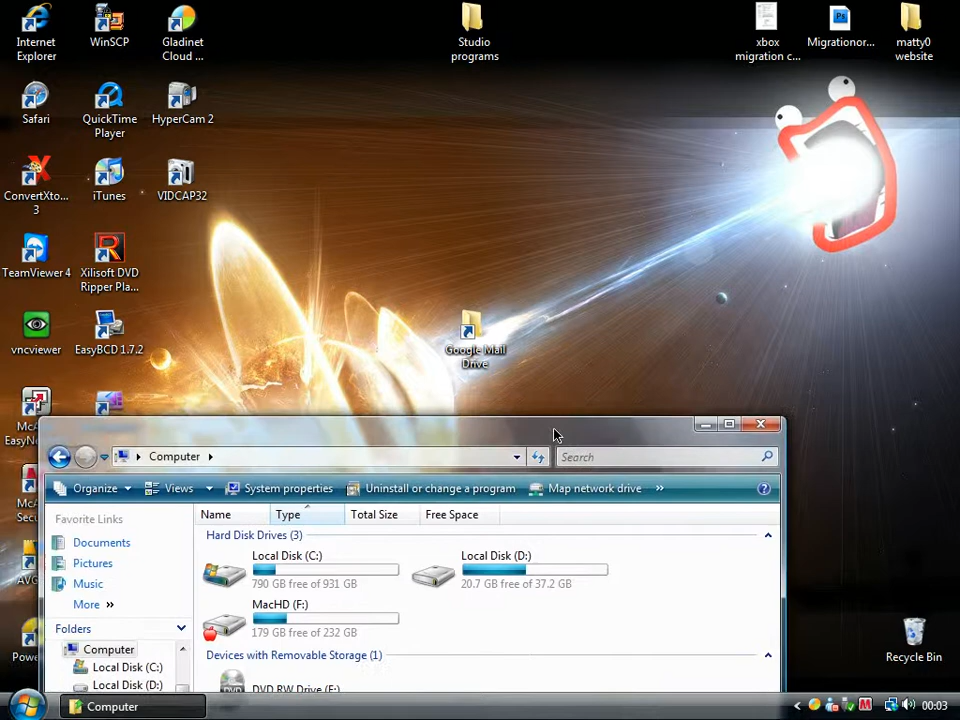 Internet
Explorer
WinSCP
Gladinet
Cloud ...
Studio
programs
xbox
migration c...
Migrationor...
matty0
website
Safari
QuickTime
Player
HyperCam 2
ConvertXto...
3
iTunes
VIDCAP32
TeamViewer 4
Xilisoft DVD
Ripper Pla...
vncviewer
EasyBCD 1.7.2
Google Mail
Drive
McA
EasyNe
McA
Secu
AVG
Powe
Recycle Bin
Computer
Search
Organize
Views
System properties
Uninstall or change a program
Map network drive
»
Favorite Links
Documents
Pictures
Music
More »
Folders
Computer
Local Disk (C:)
Local Disk (D:)
Name
Type
Total Size
Free Space
Hard Disk Drives (3)
Local Disk (C:)
790 GB free of 931 GB
Local Disk (D:)
20.7 GB free of 37.2 GB
MacHD (F:)
179 GB free of 232 GB
Devices with Removable Storage (1)
DVD RW Drive (E:)
Computer
00:03